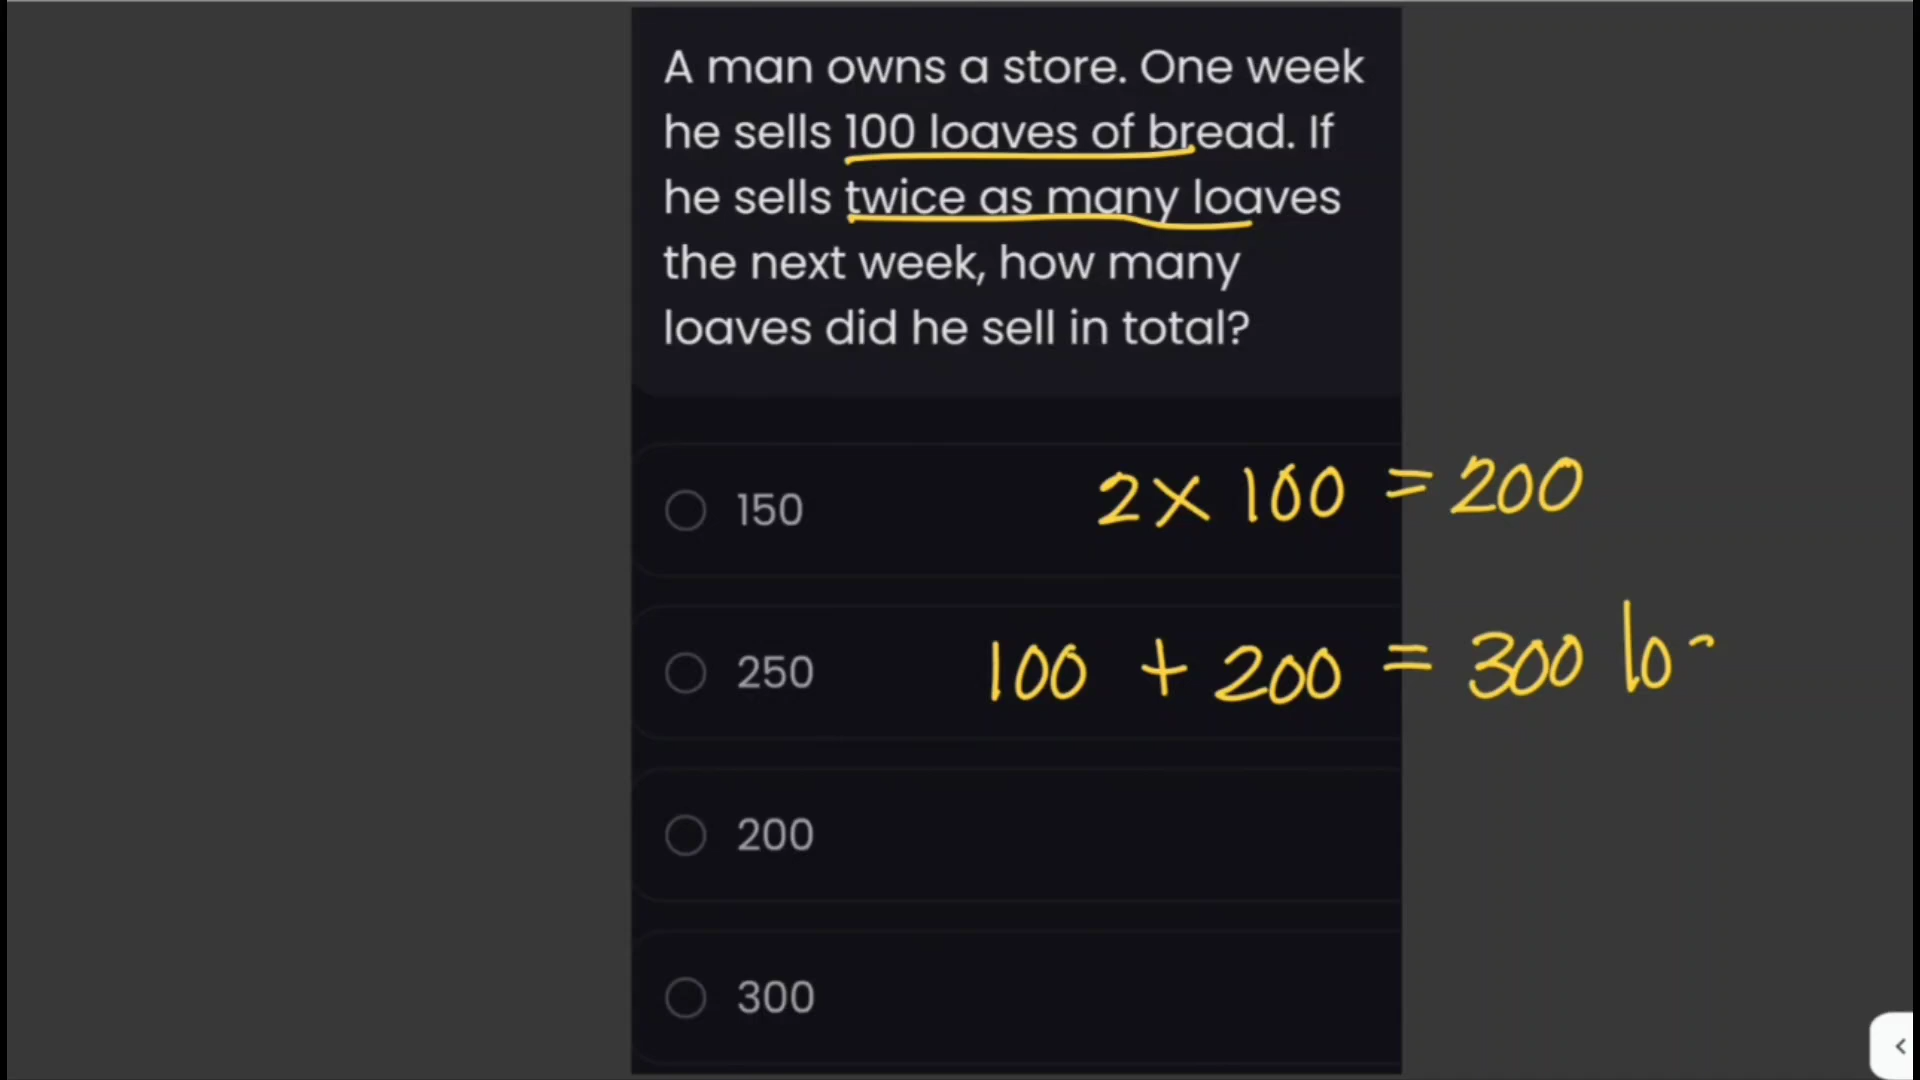 A man owns a store. One week
he sells 100 loaves of bread. If
he sells twice as many loaves
the next week, how many
loaves did he sell in total?
150
2 x 100 = 200
250
100 + 200 = 300 lo
200
300